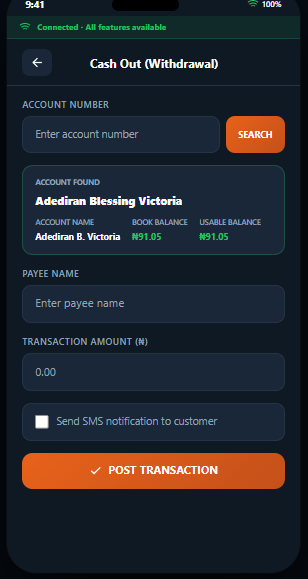 9:41
100%
Connected - All features available
Cash Out (Withdrawal)
ACCOUNT NUMBER
Enter account number
SEARCH
ACCOUNT FOUND
Adediran Blessing Victoria
ACCOUNT NAME BOOK BALANCE USABLE BALANCE
Adediran B. Victoria ₦91.05 ₦91.05
PAYEE NAME
Enter payee name
TRANSACTION AMOUNT (₦)
0.00
Send SMS notification to customer
POST TRANSACTION